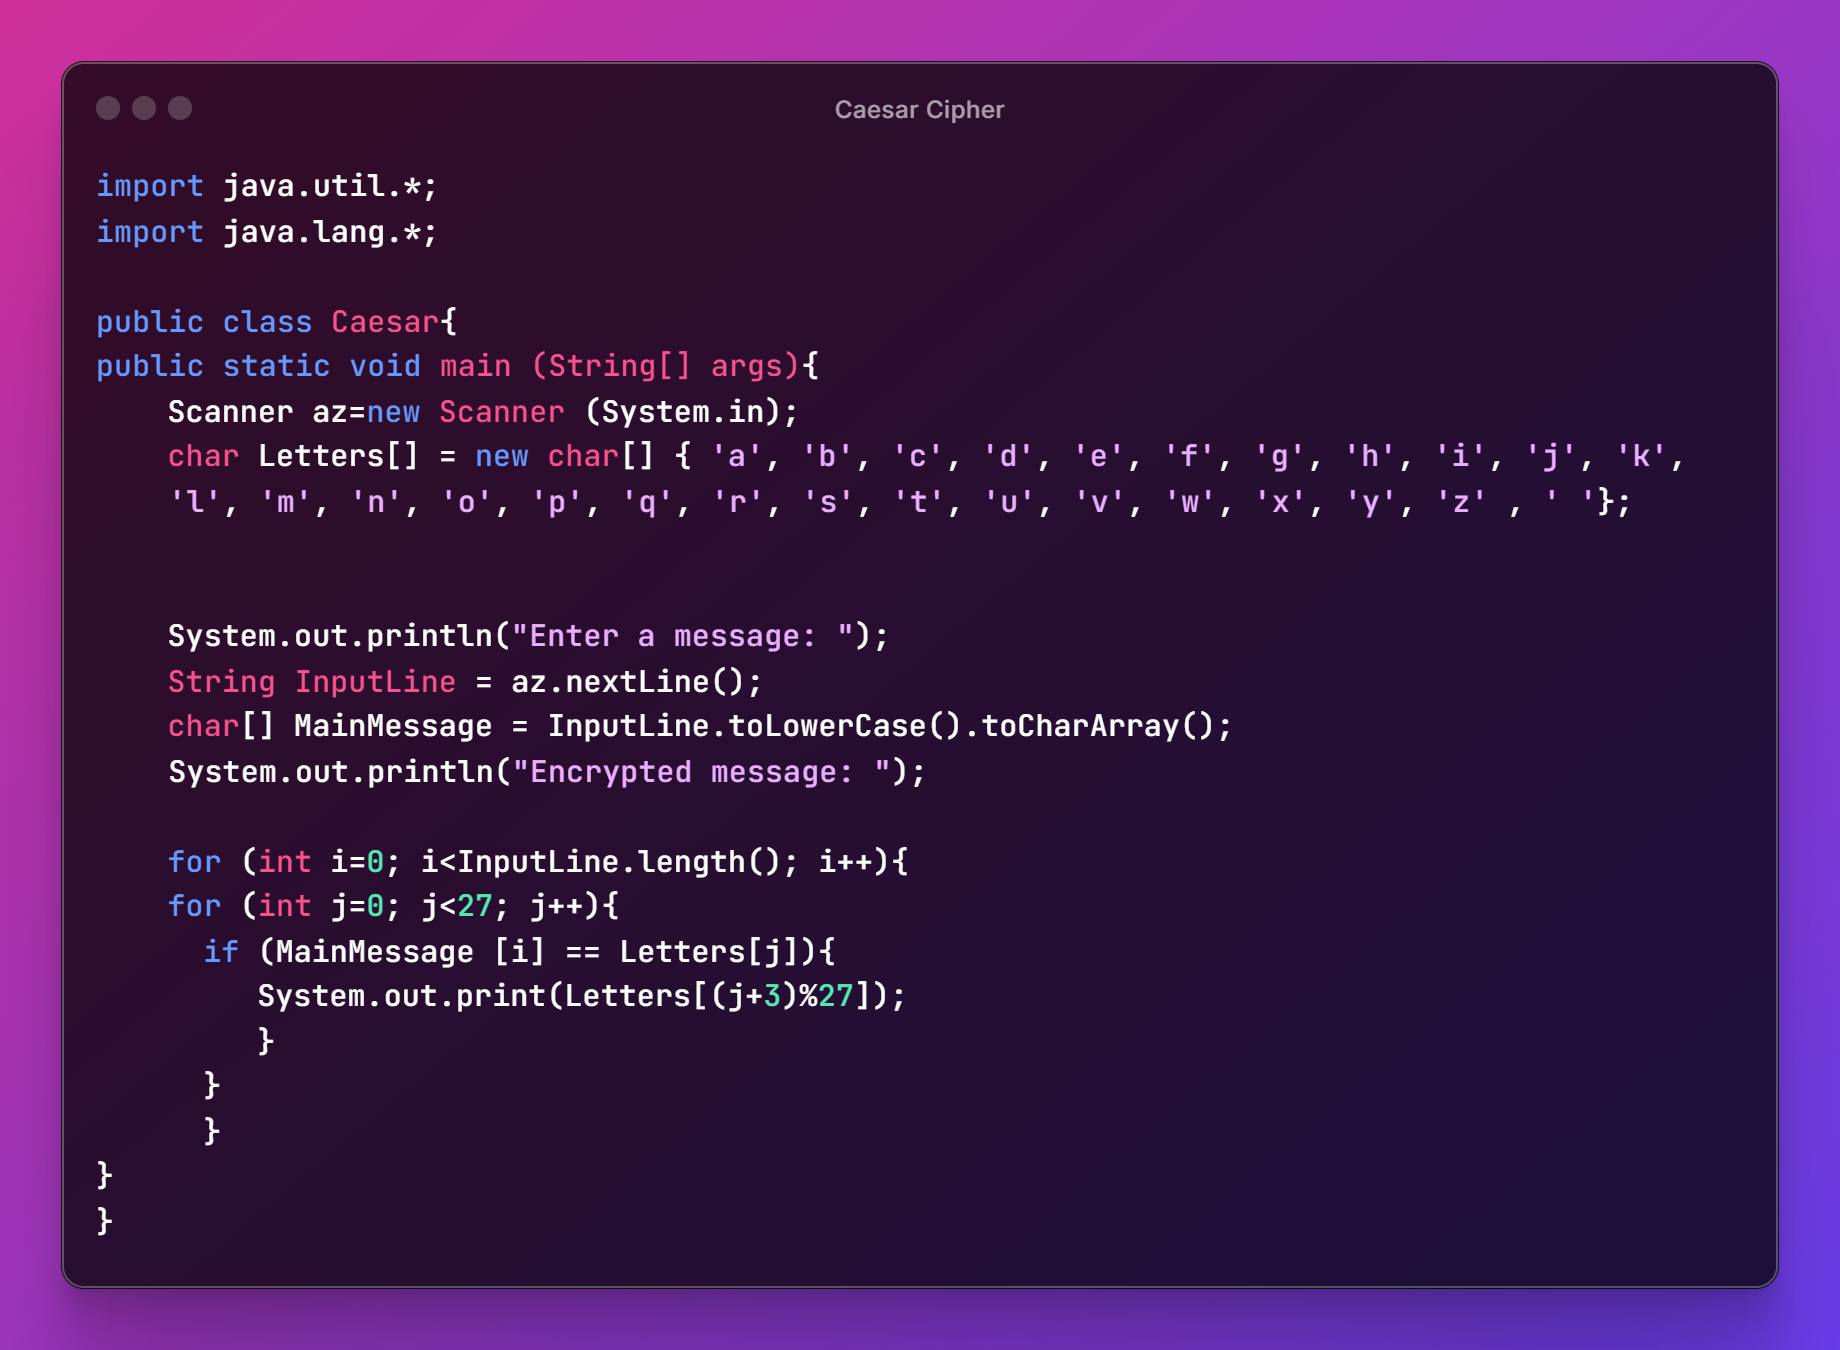 Caesar Cipher
import java.util.*;
import java.lang.*;

public class Caesar{
public static void main (String[] args){
    Scanner az=new Scanner (System.in);
    char Letters[] = new char[] { 'a', 'b', 'c', 'd', 'e', 'f', 'g', 'h', 'i', 'j', 'k',
    'l', 'm', 'n', 'o', 'p', 'q', 'r', 's', 't', 'u', 'v', 'w', 'x', 'y', 'z' , ' '};


    System.out.println("Enter a message: ");
    String InputLine = az.nextLine();
    char[] MainMessage = InputLine.toLowerCase().toCharArray();
    System.out.println("Encrypted message: ");

    for (int i=0; i<InputLine.length(); i++){
    for (int j=0; j<27; j++){
      if (MainMessage [i] == Letters[j]){
         System.out.print(Letters[(j+3)%27]);
         }
      }
      }
}
}